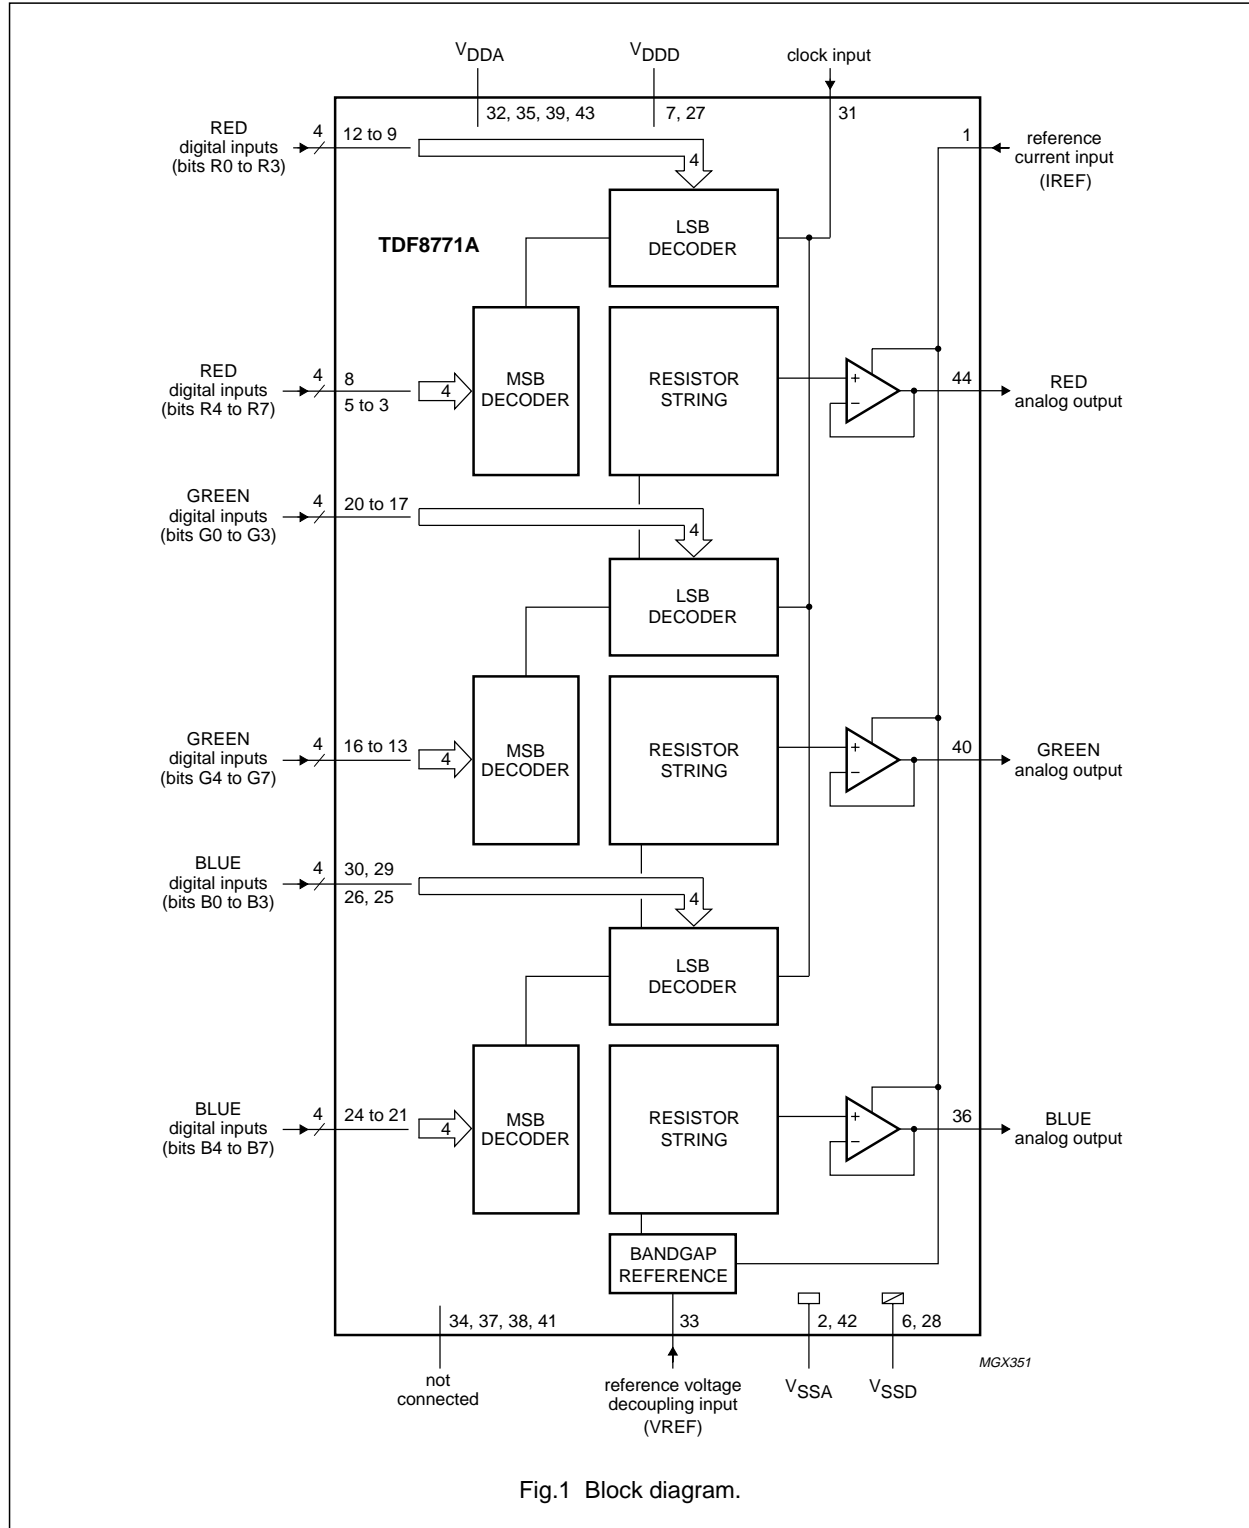 VDDA
VDDD
clock input
32, 35, 39, 43
7, 27
31
RED
digital inputs
(bits R0 to R3)
4
12 to 9
4
1
reference
current input
(IREF)
TDF8771A
LSB
DECODER
RED
digital inputs
(bits R4 to R7)
4
8
5 to 3
4
MSB
DECODER
RESISTOR
STRING
+
−
44
RED
analog output
GREEN
digital inputs
(bits G0 to G3)
4
20 to 17
4
LSB
DECODER
GREEN
digital inputs
(bits G4 to G7)
4
16 to 13
4
MSB
DECODER
RESISTOR
STRING
+
−
40
GREEN
analog output
BLUE
digital inputs
(bits B0 to B3)
4
30, 29
26, 25
4
LSB
DECODER
BLUE
digital inputs
(bits B4 to B7)
4
24 to 21
4
MSB
DECODER
RESISTOR
STRING
+
−
36
BLUE
analog output
BANDGAP
REFERENCE
34, 37, 38, 41
33
2, 42
6, 28
not
connected
reference voltage
decoupling input
(VREF)
VSSA
VSSD
MGX351
Fig.1 Block diagram.